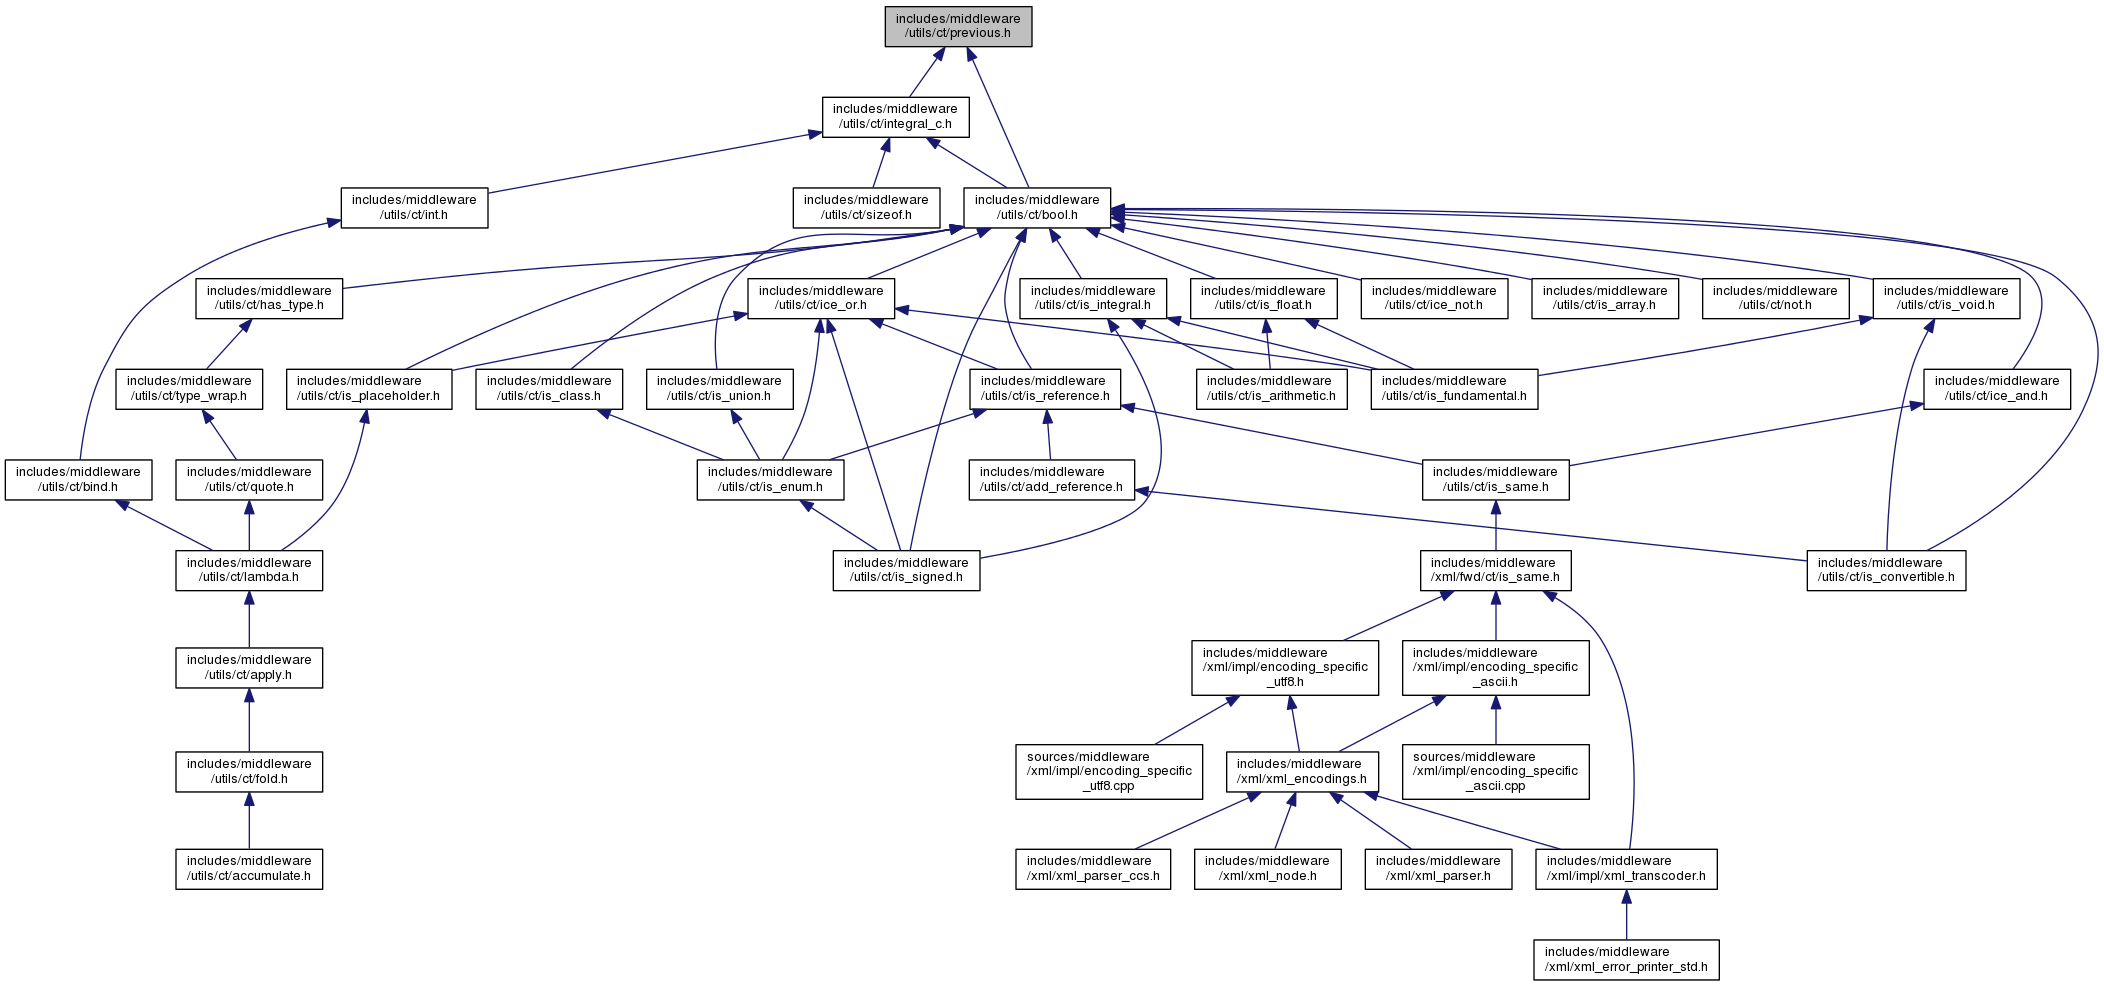 includes/middleware
/utils/ct/previous.h
includes/middleware
/utils/ct/integral_c.h
includes/middleware
/utils/ct/int.h
includes/middleware
/utils/ct/sizeof.h
includes/middleware
/utils/ct/bool.h
includes/middleware
/utils/ct/has_type.h
includes/middleware
/utils/ct/ice_or.h
includes/middleware
/utils/ct/is_integral.h
includes/middleware
/utils/ct/is_float.h
includes/middleware
/utils/ct/ice_not.h
includes/middleware
/utils/ct/is_array.h
includes/middleware
/utils/ct/not.h
includes/middleware
/utils/ct/is_void.h
includes/middleware
/utils/ct/type_wrap.h
includes/middleware
/utils/ct/is_placeholder.h
includes/middleware
/utils/ct/is_class.h
includes/middleware
/utils/ct/is_union.h
includes/middleware
/utils/ct/is_reference.h
includes/middleware
/utils/ct/is_arithmetic.h
includes/middleware
/utils/ct/is_fundamental.h
includes/middleware
/utils/ct/ice_and.h
includes/middleware
/utils/ct/bind.h
includes/middleware
/utils/ct/quote.h
includes/middleware
/utils/ct/is_enum.h
includes/middleware
/utils/ct/add_reference.h
includes/middleware
/utils/ct/is_same.h
includes/middleware
/utils/ct/lambda.h
includes/middleware
/utils/ct/is_signed.h
includes/middleware
/xml/fwd/ct/is_same.h
includes/middleware
/utils/ct/is_convertible.h
includes/middleware
/utils/ct/apply.h
includes/middleware
/xml/impl/encoding_specific
_utf8.h
includes/middleware
/xml/impl/encoding_specific
_ascii.h
includes/middleware
/utils/ct/fold.h
sources/middleware
/xml/impl/encoding_specific
_utf8.cpp
includes/middleware
/xml/xml_encodings.h
sources/middleware
/xml/impl/encoding_specific
_ascii.cpp
includes/middleware
/utils/ct/accumulate.h
includes/middleware
/xml/xml_parser_ccs.h
includes/middleware
/xml/xml_node.h
includes/middleware
/xml/xml_parser.h
includes/middleware
/xml/impl/xml_transcoder.h
includes/middleware
/xml/xml_error_printer_std.h